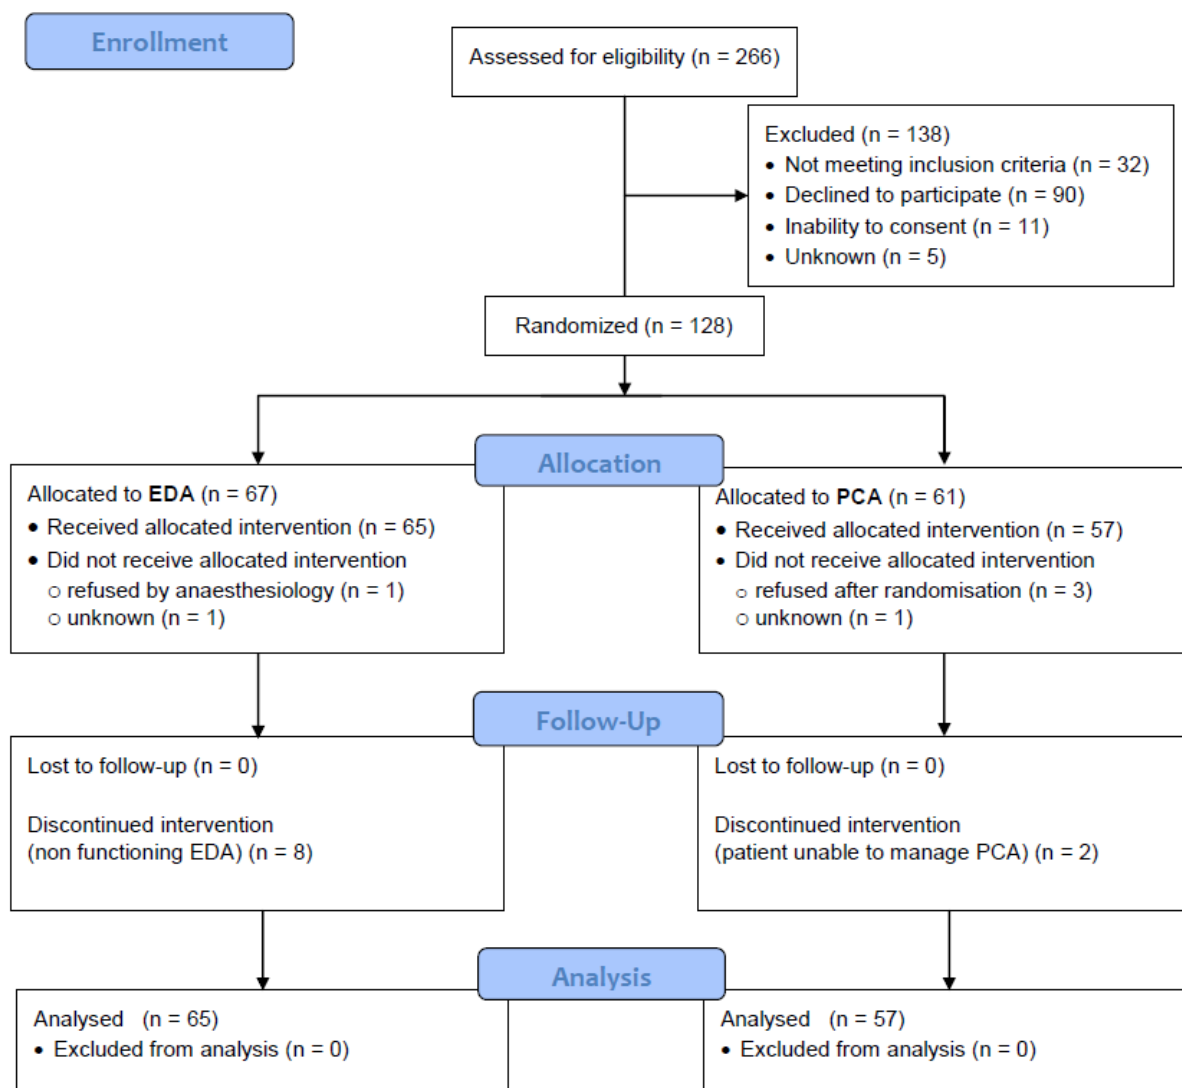 Enrollment
Assessed for eligibility (n = 266)
Excluded (n = 138)
• Not meeting inclusion criteria (n = 32)
• Declined to participate (n = 90)
• Inability to consent (n = 11)
• Unknown (n = 5)
Randomized (n = 128)
Allocation
Allocated to EDA (n = 67)
• Received allocated intervention (n = 65)
• Did not receive allocated intervention
o refused by anaesthesiology (n = 1)
o unknown (n = 1)
Allocated to PCA (n = 61)
• Received allocated intervention (n = 57)
• Did not receive allocated intervention
o refused after randomisation (n = 3)
o unknown (n = 1)
Follow-Up
Lost to follow-up (n = 0)
Discontinued intervention
(non functioning EDA) (n = 8)
Lost to follow-up (n = 0)
Discontinued intervention
(patient unable to manage PCA) (n = 2)
Analysis
Analysed (n = 65)
• Excluded from analysis (n = 0)
Analysed (n = 57)
• Excluded from analysis (n = 0)